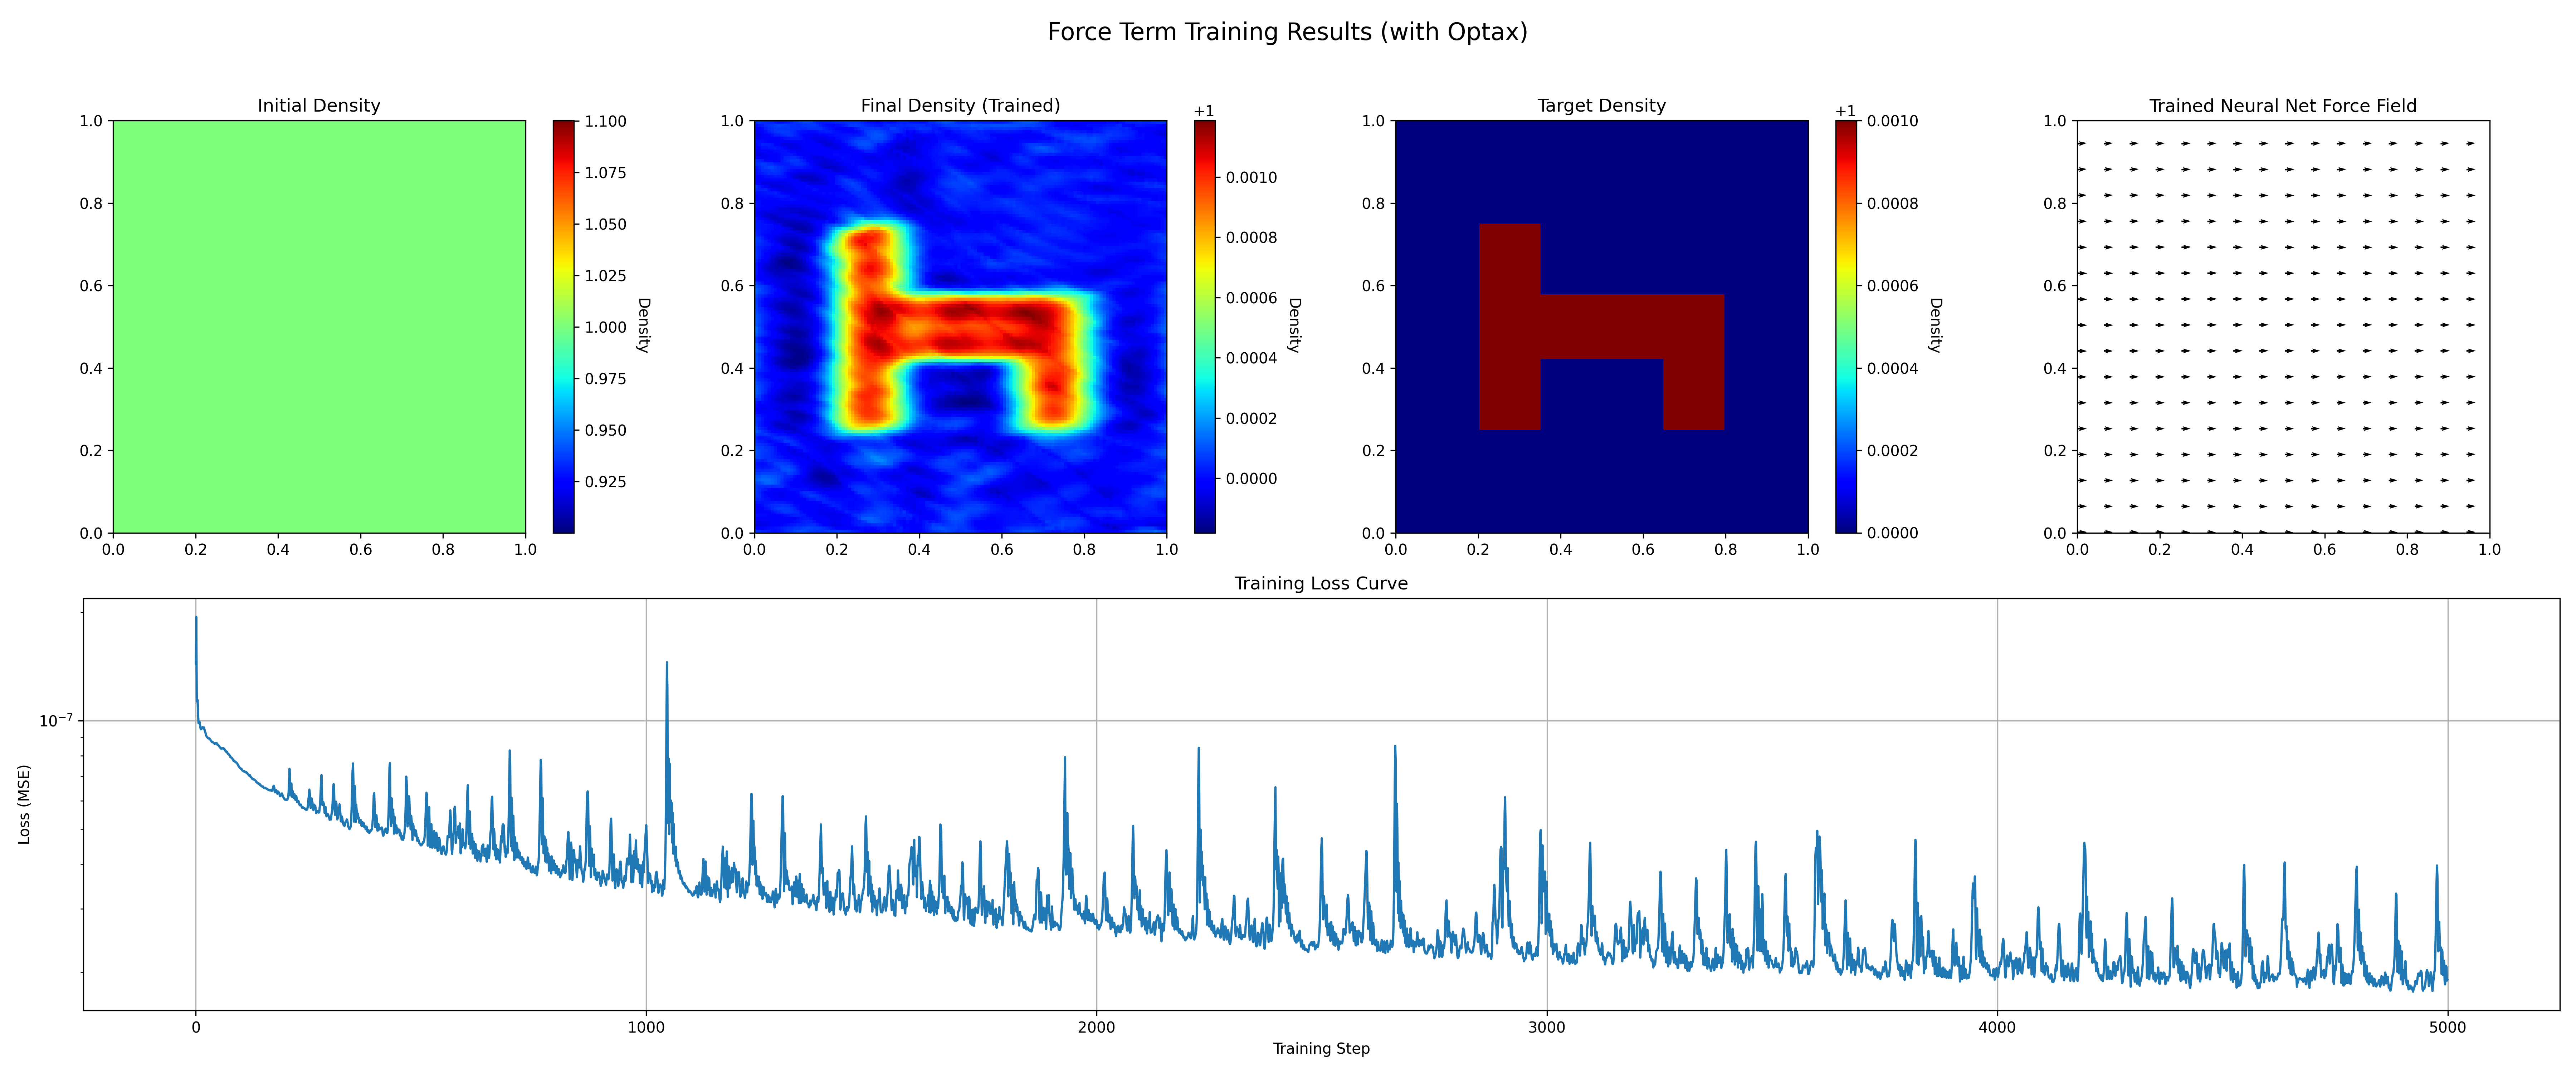 Force Term Training Results (with Optax)
Initial Density
1.0
0.8
0.6
0.4
0.2
0.0
0.0 0.2 0.4 0.6 0.8 1.0
1.100
1.075
1.050
1.025
1.000
0.975
0.950
0.925
Density
Final Density (Trained)
1.0
0.8
0.6
0.4
0.2
0.0
0.0 0.2 0.4 0.6 0.8 1.0
+1
0.0010
0.0008
0.0006
0.0004
0.0002
0.0000
Density
Target Density
1.0
0.8
0.6
0.4
0.2
0.0
0.0 0.2 0.4 0.6 0.8 1.0
+1
0.0010
0.0008
0.0006
0.0004
0.0002
0.0000
Density
Trained Neural Net Force Field
1.0
0.8
0.6
0.4
0.2
0.0
0.0 0.2 0.4 0.6 0.8 1.0
Training Loss Curve
Loss (MSE)
10⁻⁷
0 1000 2000 3000 4000 5000
Training Step